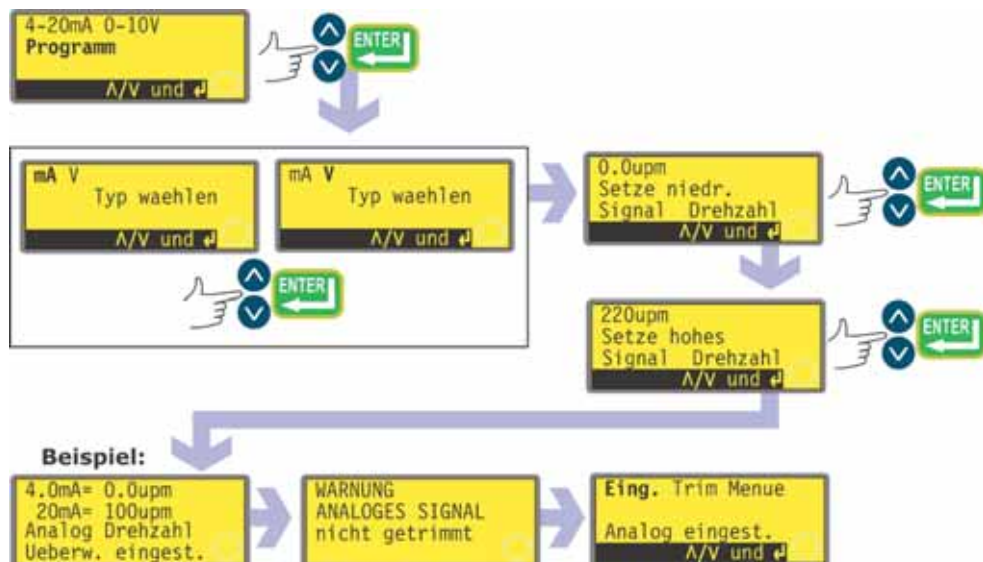 4-20mA 0-10V
Programm
∧/∨ und ↲
ENTER
mA V
Typ waehlen
∧/∨ und ↲
mA V
Typ waehlen
∧/∨ und ↲
ENTER
0.0upm
Setze niedr.
Signal Drehzahl
∧/∨ und ↲
ENTER
220upm
Setze hohes
Signal Drehzahl
∧/∨ und ↲
ENTER
Beispiel:
4.0mA= 0.0upm
20mA= 100upm
Analog Drehzahl
Ueberw. eingest.
WARNUNG
ANALOGES SIGNAL
nicht getrimmt
Eing. Trim Menue
Analog eingest.
∧/∨ und ↲